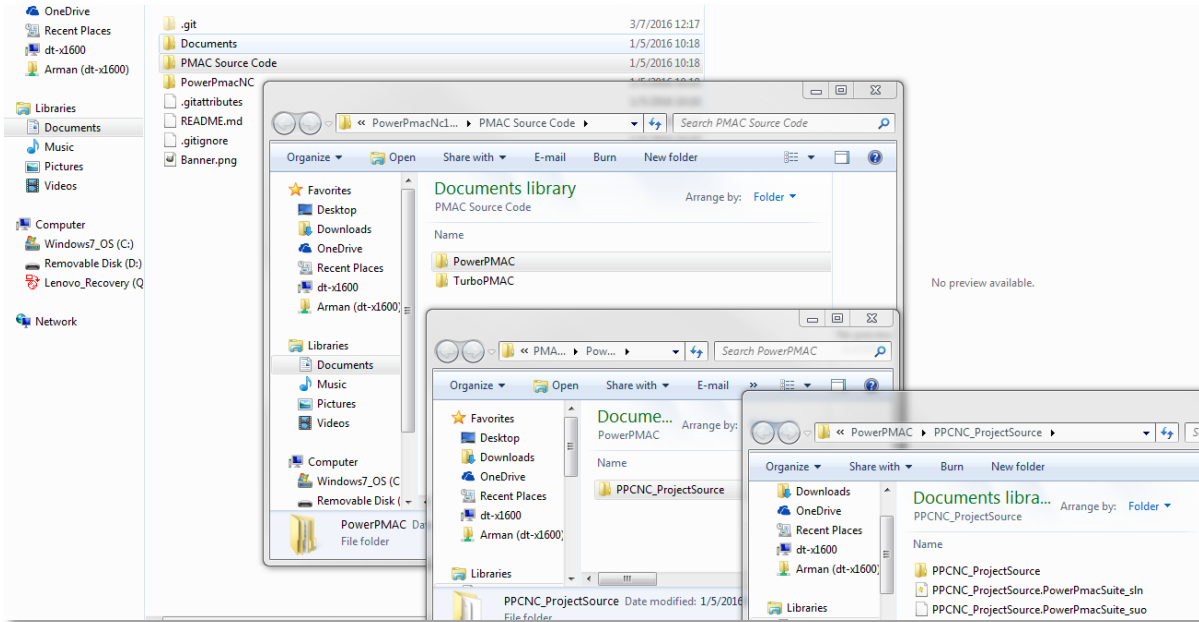 OneDrive
Recent Places
dt-x1600
Arman (dt-x1600)
Libraries
Documents
Music
Pictures
Videos
Computer
Windows7_OS (C:)
Removable Disk (D:)
Lenovo_Recovery (Q
Network
.git 3/7/2016 12:17
Documents 1/5/2016 10:18
PMAC Source Code 1/5/2016 10:18
PowerPmacNC
.gitattributes
README.md
.gitignore
Banner.png
No preview available.
« PowerPmacNc1... PMAC Source Code
Search PMAC Source Code
Organize Open Share with E-mail Burn New folder
Favorites
Desktop
Downloads
OneDrive
Recent Places
dt-x1600
Arman (dt-x1600)
Libraries
Documents
Music
Pictures
Videos
Computer
Windows7_OS (C
Removable Disk (
Documents library
PMAC Source Code
Arrange by: Folder
Name
PowerPMAC
TurboPMAC
PowerPMAC Da
File folder
« PMA... Pow...
Search PowerPMAC
Organize Open Share with E-mail »
Favorites
Desktop
Downloads
OneDrive
Recent Places
dt-x1600
Arman (dt-x1600)
Libraries
Docume...
PowerPMAC
Arrange by:
Name
PPCNC_ProjectSource
PPCNC_ProjectSource Date modified: 1/5/2016
File folder
« PowerPMAC PPCNC_ProjectSource
Organize Share with Burn New folder
Downloads
OneDrive
Recent Places
dt-x1600
Arman (dt-x1600)
Libraries
Documents libra...
PPCNC_ProjectSource
Arrange by: Folder
Name
PPCNC_ProjectSource
PPCNC_ProjectSource.PowerPmacSuite_sln
PPCNC_ProjectSource.PowerPmacSuite_suo